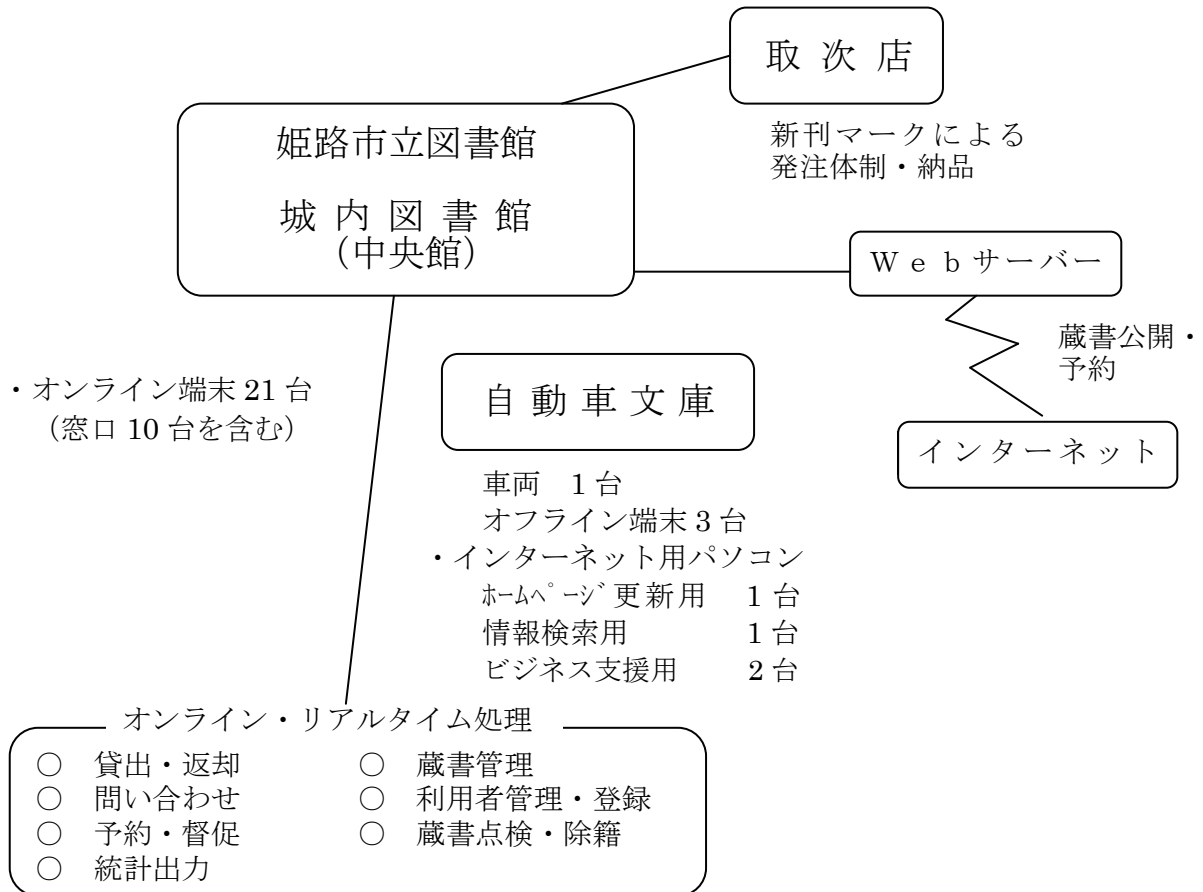 取次店
姫路市立図書館
城内図書館
（中央館）
新刊マークによる
発注体制・納品
Ｗｅｂサーバー
蔵書公開・
予約
インターネット
・オンライン端末 21 台
（窓口 10 台を含む）
自動車文庫
車両　1 台
オフライン端末 3 台
・インターネット用パソコン
ﾎｰﾑﾍﾟｰｼﾞ更新用　1 台
情報検索用　1 台
ビジネス支援用　2 台
オンライン・リアルタイム処理
○　貸出・返却　○　蔵書管理
○　問い合わせ　○　利用者管理・登録
○　予約・督促　○　蔵書点検・除籍
○　統計出力